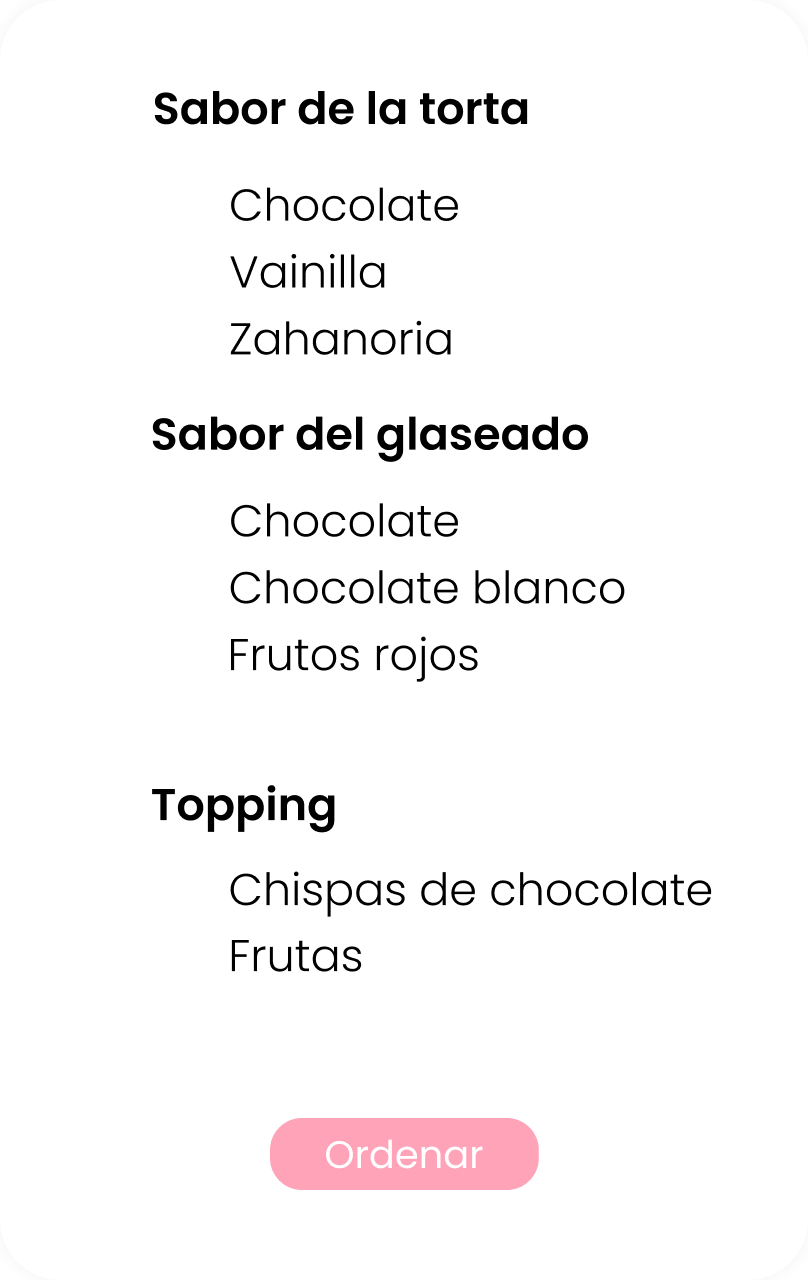 Sabor de la torta
Chocolate
Vainilla
Zahanoria
Sabor del glaseado
Chocolate
Chocolate blanco
Frutos rojos
Topping
Chispas de chocolate
Frutas
Ordenar